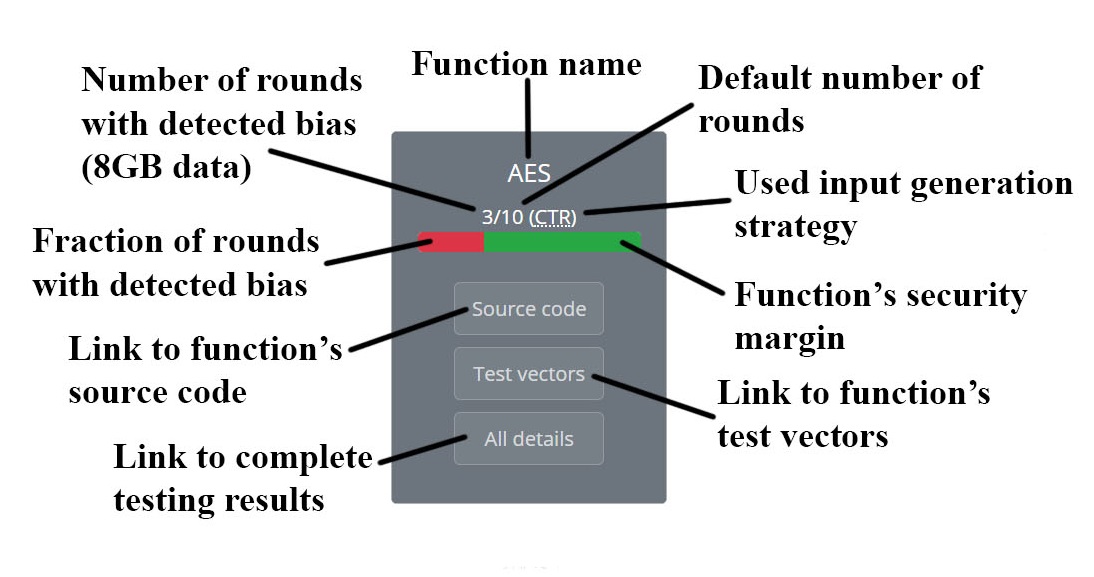 Function name
Number of rounds
with detected bias
(8GB data)
Default number of
rounds
AES
Used input generation
strategy
3/10 (CTR)
Fraction of rounds
with detected bias
Function’s security
margin
Source code
Link to function’s
source code
Test vectors
Link to function’s
test vectors
All details
Link to complete
testing results